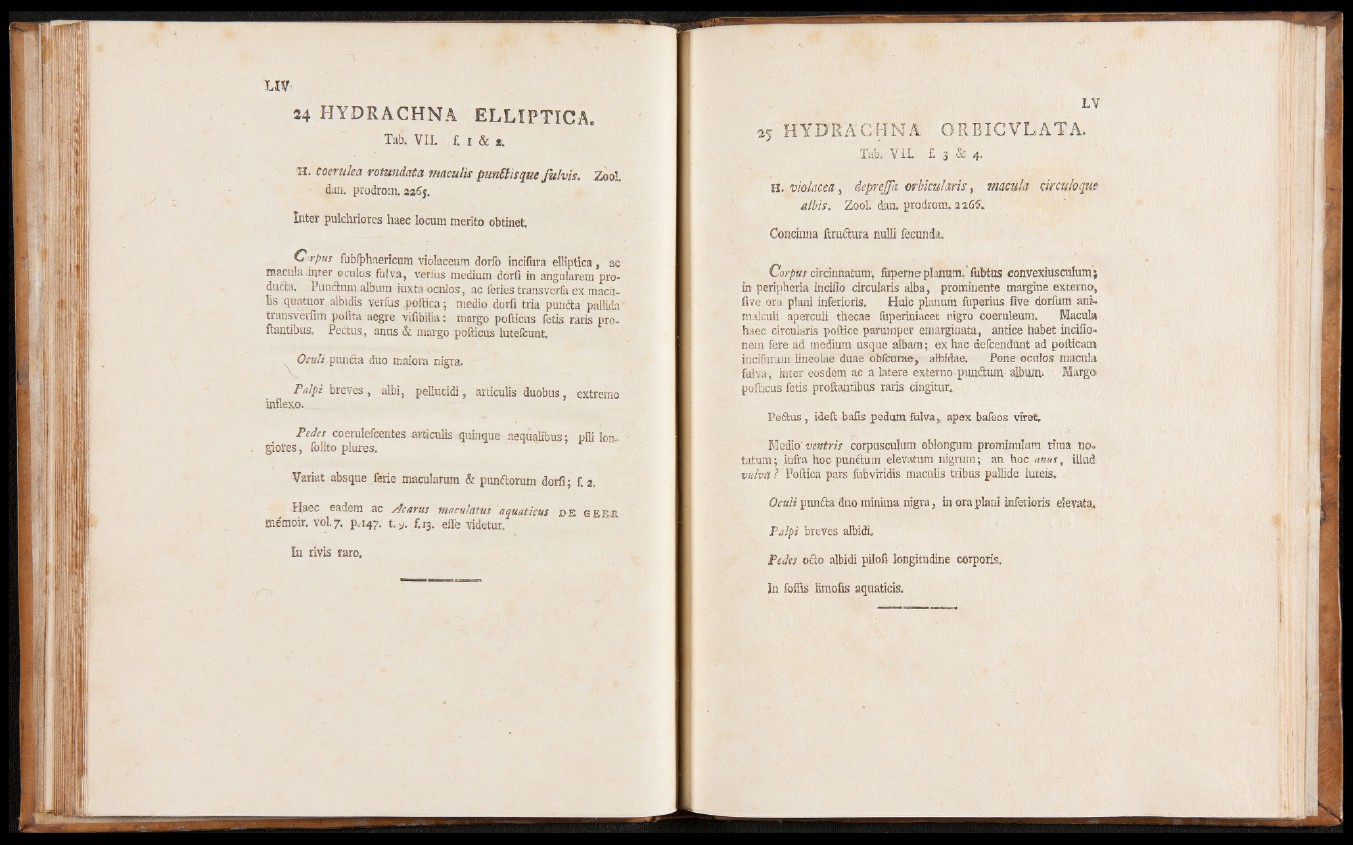 LIV
24 HYDRACHNA ELLIPTICA.
Tab. VII. f. 1 & 2.
H. coerulea rotundata maculis punctisque fulvis. Zool.
dan. prodrom. 2265.
Inter pulchriores haec locum merito obtinet.
Corpus ſubſphaericum violaceum dorſo inciſura elliptica, ac
macula inter oculos fulva, verſus medium dorſi in angularem pro-
ducta. Punctum album iuxta oculos, ac ſeries transverſa ex macu-
lis quatuor albidis verſus poſtica; medio dorſi tria puncta pallida
transverſim poſita aegre viſibilia: margo poſticus ſetis raris pro-
ſtantibus. Pectus, anus & margo poſticus luteſcunt.
Oculi puncta duo maiora nigra.
Palpi breves, albi, pellucidi, articulis duobus, extremo
inflexo.
Pedes coeruleſcentes articulis quinque aequalibus; pili lon-
giores, ſolito plures.
Variat absque ſerie macularum & punctorum dorſi; f. 2.
Haec eadem ac Acarus maculatus aquaticus DE GEER
mémoir. vol. 7. p. 147. t. 9. f. 13. eſſe videtur.
In rivis raro.
LV
25 HYDRACHNA ORBICVLATA.
Tab. VII. f. 3 & 4.
H. violacea, depreſſa orbicularis, macula circuloque
albis. Zool. dan. prodrom. 2266.
Concinna ſtructura nulli ſecunda.
Corpus circinnatum, ſuperne planum, ſubtus convexiusculum;
in peripheria inciſio circularis alba, prominente margine externo,
ſive ora plani inferioris. Huic planum ſuperius ſive dorſum ani-
malculi aperculi thecae ſuperiniacet nigro coeruleum. Macula
haec circularis poſtice parumper emarginata, antice habet inciſio-
nem fere ad medium usque albam; ex hac deſcendunt ad poſticam
inciſuram lineolae duae obſcurae, albidae. Pone oculos macula
fulva, inter eosdem ac a latere externo punctum album. Margo
poſticus ſetis proſtantibus raris cingitur.
Pectus, ideſt baſis pedum fulva, apex baſeos viret.
Medio ventris corpusculum oblongum prominulum rima no-
tatum; infra hoc punctum elevatum nigrum; an hoc anus, illud
vulva? Poſtica pars ſubviridis maculis tribus pallide luteis.
Oculi puncta duo minima nigra, in ora plani inferioris elevata.
Palpi breves albidi.
Pedes octo albidi piloſi longitudine corporis.
In foſſis limoſis aquaticis.